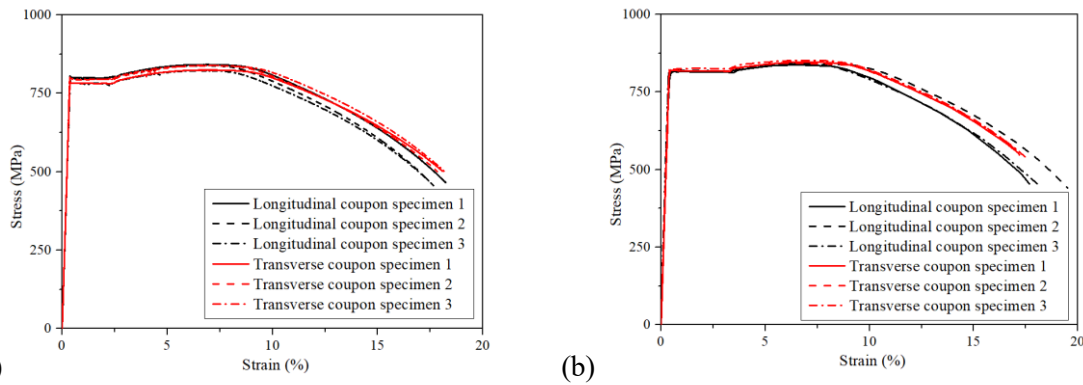 1000
750
500
250
0
Stress (MPa)
Longitudinal coupon specimen 1
Longitudinal coupon specimen 2
Longitudinal coupon specimen 3
Transverse coupon specimen 1
Transverse coupon specimen 2
Transverse coupon specimen 3
0 5 10 15 20
Strain (%)
)
(b)
1000
750
500
250
0
Stress (MPa)
Longitudinal coupon specimen 1
Longitudinal coupon specimen 2
Longitudinal coupon specimen 3
Transverse coupon specimen 1
Transverse coupon specimen 2
Transverse coupon specimen 3
0 5 10 15 20
Strain (%)